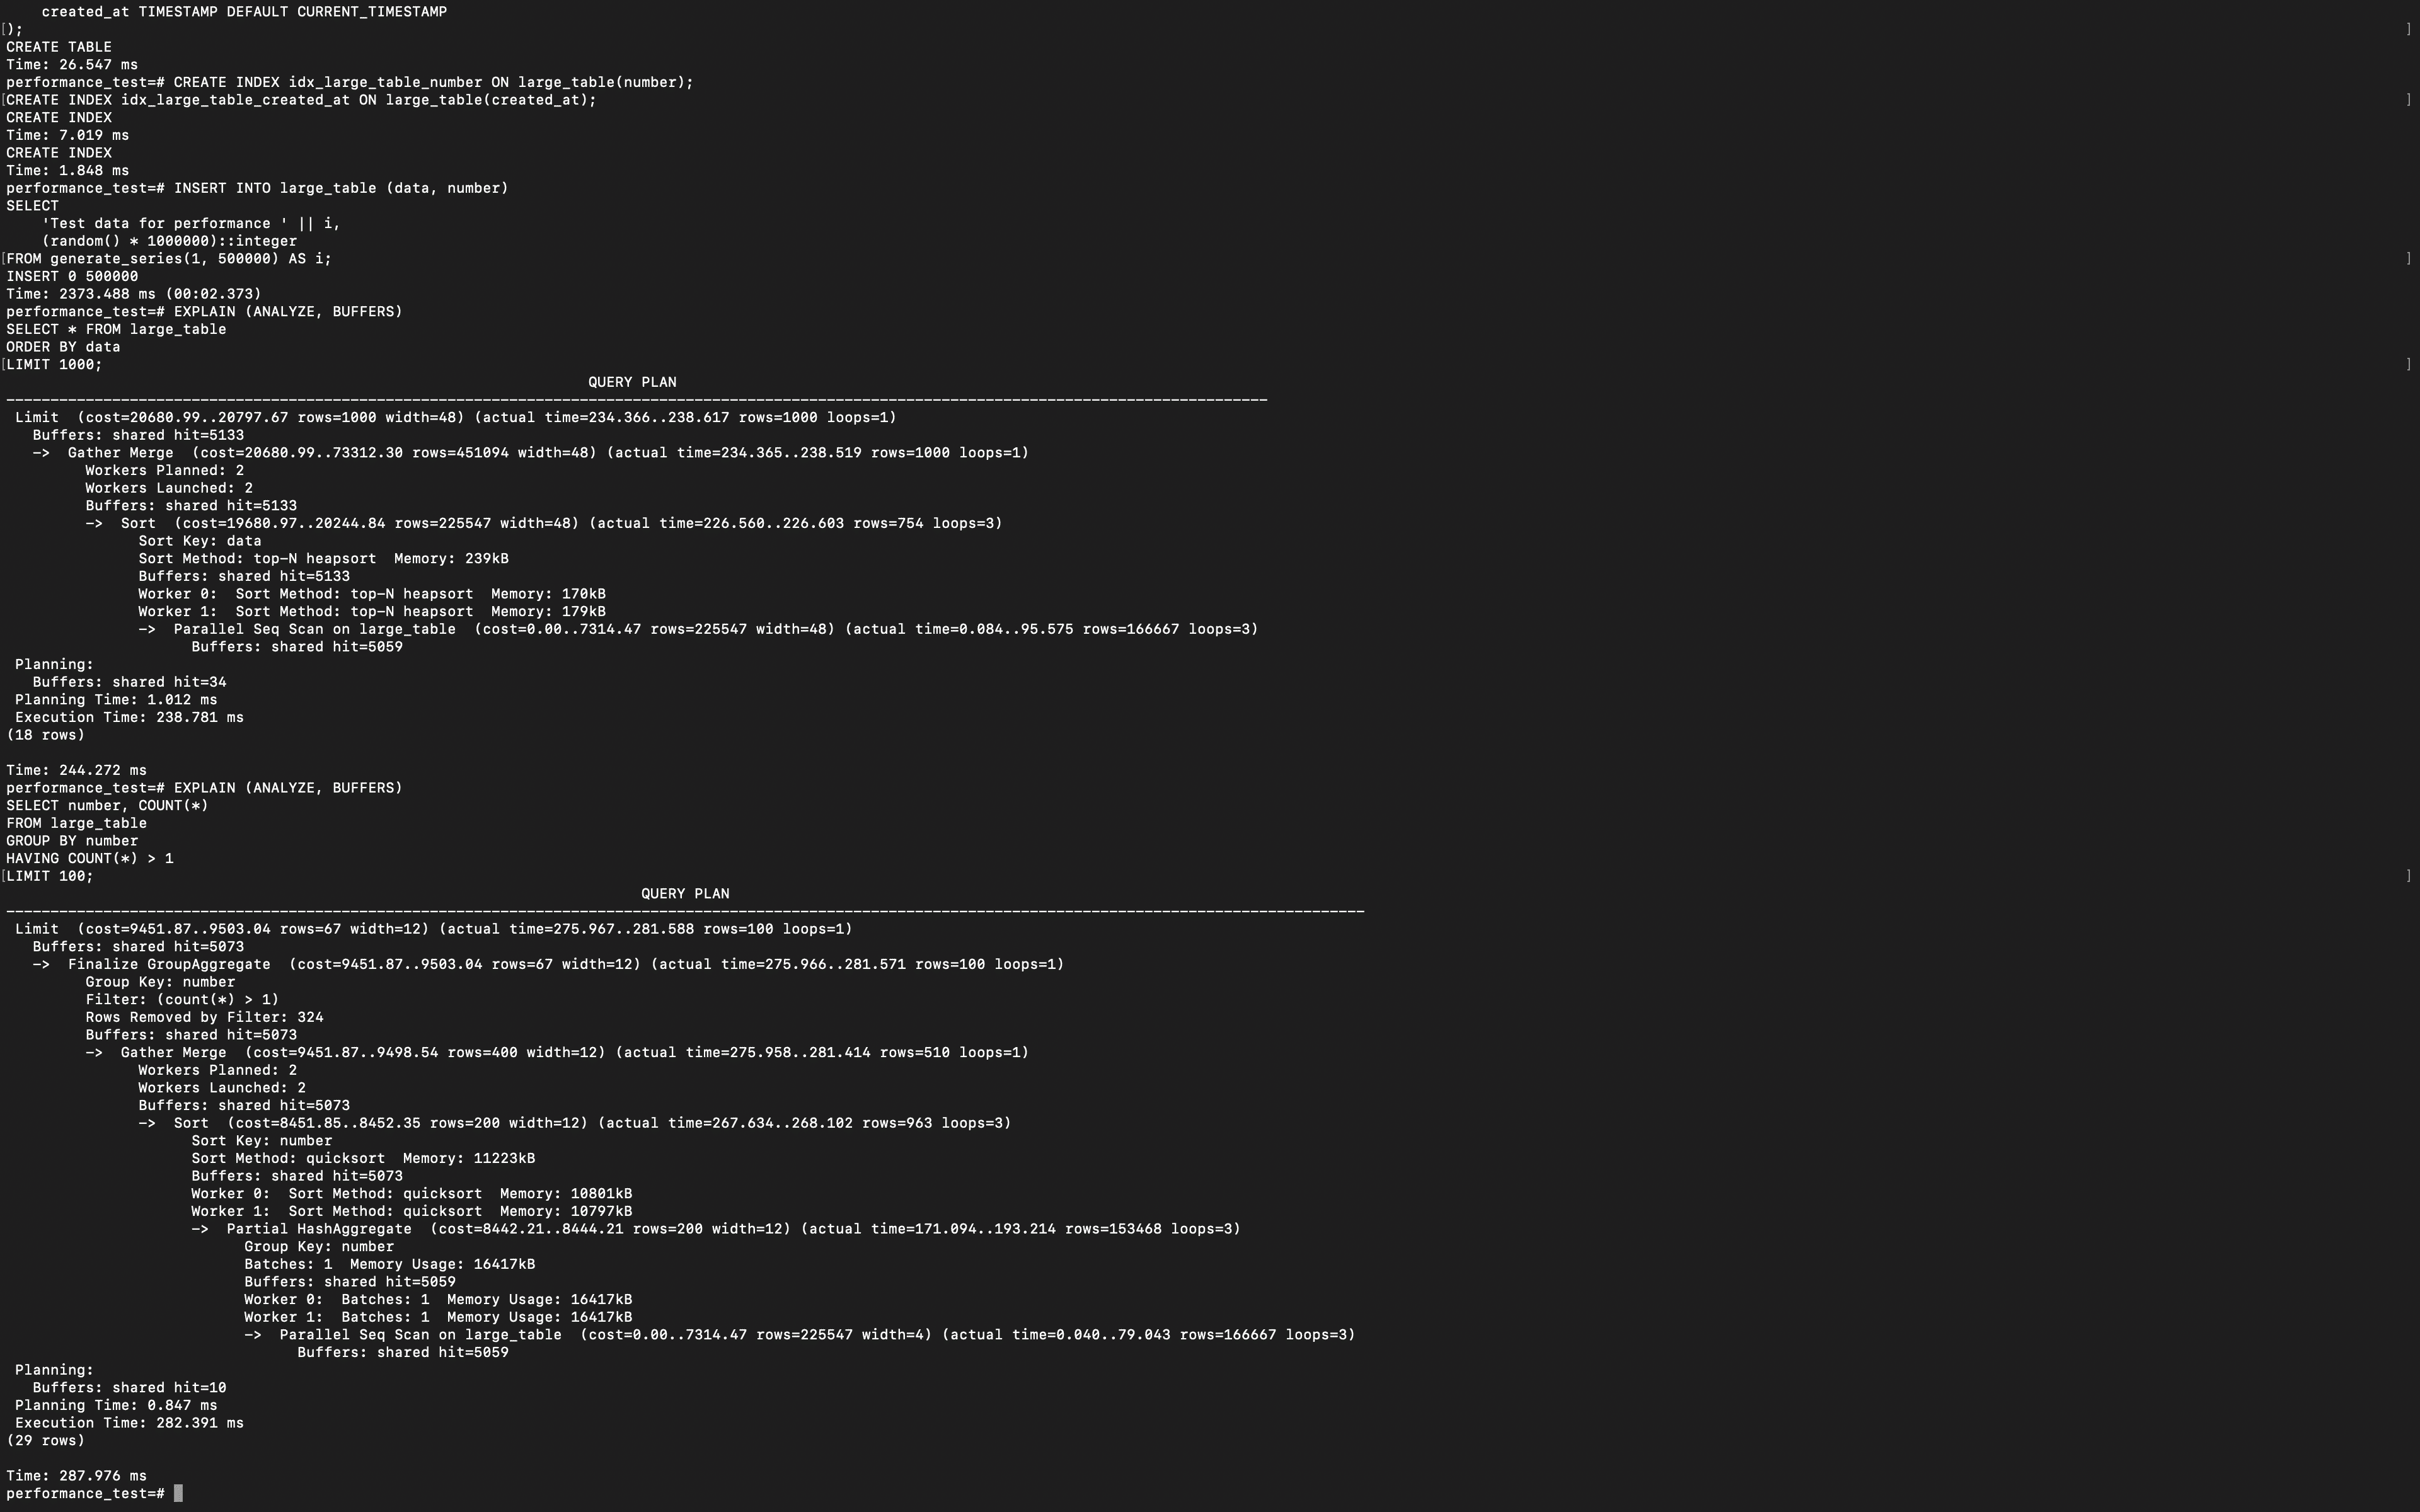 created_at TIMESTAMP DEFAULT CURRENT_TIMESTAMP
[); ]
CREATE TABLE
Time: 26.547 ms
performance_test=# CREATE INDEX idx_large_table_number ON large_table(number);
[CREATE INDEX idx_large_table_created_at ON large_table(created_at); ]
CREATE INDEX
Time: 7.019 ms
CREATE INDEX
Time: 1.848 ms
performance_test=# INSERT INTO large_table (data, number)
SELECT
    'Test data for performance ' || i,
    (random() * 1000000)::integer
[FROM generate_series(1, 500000) AS i; ]
INSERT 0 500000
Time: 2373.488 ms (00:02.373)
performance_test=# EXPLAIN (ANALYZE, BUFFERS)
SELECT * FROM large_table
ORDER BY data
[LIMIT 1000; ]
QUERY PLAN
-----------------------------------------------------------------------------------------------------------------------------------------------
 Limit  (cost=20680.99..20797.67 rows=1000 width=48) (actual time=234.366..238.617 rows=1000 loops=1)
   Buffers: shared hit=5133
   ->  Gather Merge  (cost=20680.99..73312.30 rows=451094 width=48) (actual time=234.365..238.519 rows=1000 loops=1)
         Workers Planned: 2
         Workers Launched: 2
         Buffers: shared hit=5133
         ->  Sort  (cost=19680.97..20244.84 rows=225547 width=48) (actual time=226.560..226.603 rows=754 loops=3)
               Sort Key: data
               Sort Method: top-N heapsort  Memory: 239kB
               Buffers: shared hit=5133
               Worker 0:  Sort Method: top-N heapsort  Memory: 170kB
               Worker 1:  Sort Method: top-N heapsort  Memory: 179kB
               ->  Parallel Seq Scan on large_table  (cost=0.00..7314.47 rows=225547 width=48) (actual time=0.084..95.575 rows=166667 loops=3)
                     Buffers: shared hit=5059
 Planning:
   Buffers: shared hit=34
 Planning Time: 1.012 ms
 Execution Time: 238.781 ms
(18 rows)

Time: 244.272 ms
performance_test=# EXPLAIN (ANALYZE, BUFFERS)
SELECT number, COUNT(*)
FROM large_table
GROUP BY number
HAVING COUNT(*) > 1
[LIMIT 100; ]
QUERY PLAN
----------------------------------------------------------------------------------------------------------------------------------------------------------
 Limit  (cost=9451.87..9503.04 rows=67 width=12) (actual time=275.967..281.588 rows=100 loops=1)
   Buffers: shared hit=5073
   ->  Finalize GroupAggregate  (cost=9451.87..9503.04 rows=67 width=12) (actual time=275.966..281.571 rows=100 loops=1)
         Group Key: number
         Filter: (count(*) > 1)
         Rows Removed by Filter: 324
         Buffers: shared hit=5073
         ->  Gather Merge  (cost=9451.87..9498.54 rows=400 width=12) (actual time=275.958..281.414 rows=510 loops=1)
               Workers Planned: 2
               Workers Launched: 2
               Buffers: shared hit=5073
               ->  Sort  (cost=8451.85..8452.35 rows=200 width=12) (actual time=267.634..268.102 rows=963 loops=3)
                     Sort Key: number
                     Sort Method: quicksort  Memory: 11223kB
                     Buffers: shared hit=5073
                     Worker 0:  Sort Method: quicksort  Memory: 10801kB
                     Worker 1:  Sort Method: quicksort  Memory: 10797kB
                     ->  Partial HashAggregate  (cost=8442.21..8444.21 rows=200 width=12) (actual time=171.094..193.214 rows=153468 loops=3)
                           Group Key: number
                           Batches: 1  Memory Usage: 16417kB
                           Buffers: shared hit=5059
                           Worker 0:  Batches: 1  Memory Usage: 16417kB
                           Worker 1:  Batches: 1  Memory Usage: 16417kB
                           ->  Parallel Seq Scan on large_table  (cost=0.00..7314.47 rows=225547 width=4) (actual time=0.040..79.043 rows=166667 loops=3)
                                 Buffers: shared hit=5059
 Planning:
   Buffers: shared hit=10
 Planning Time: 0.847 ms
 Execution Time: 282.391 ms
(29 rows)

Time: 287.976 ms
performance_test=#